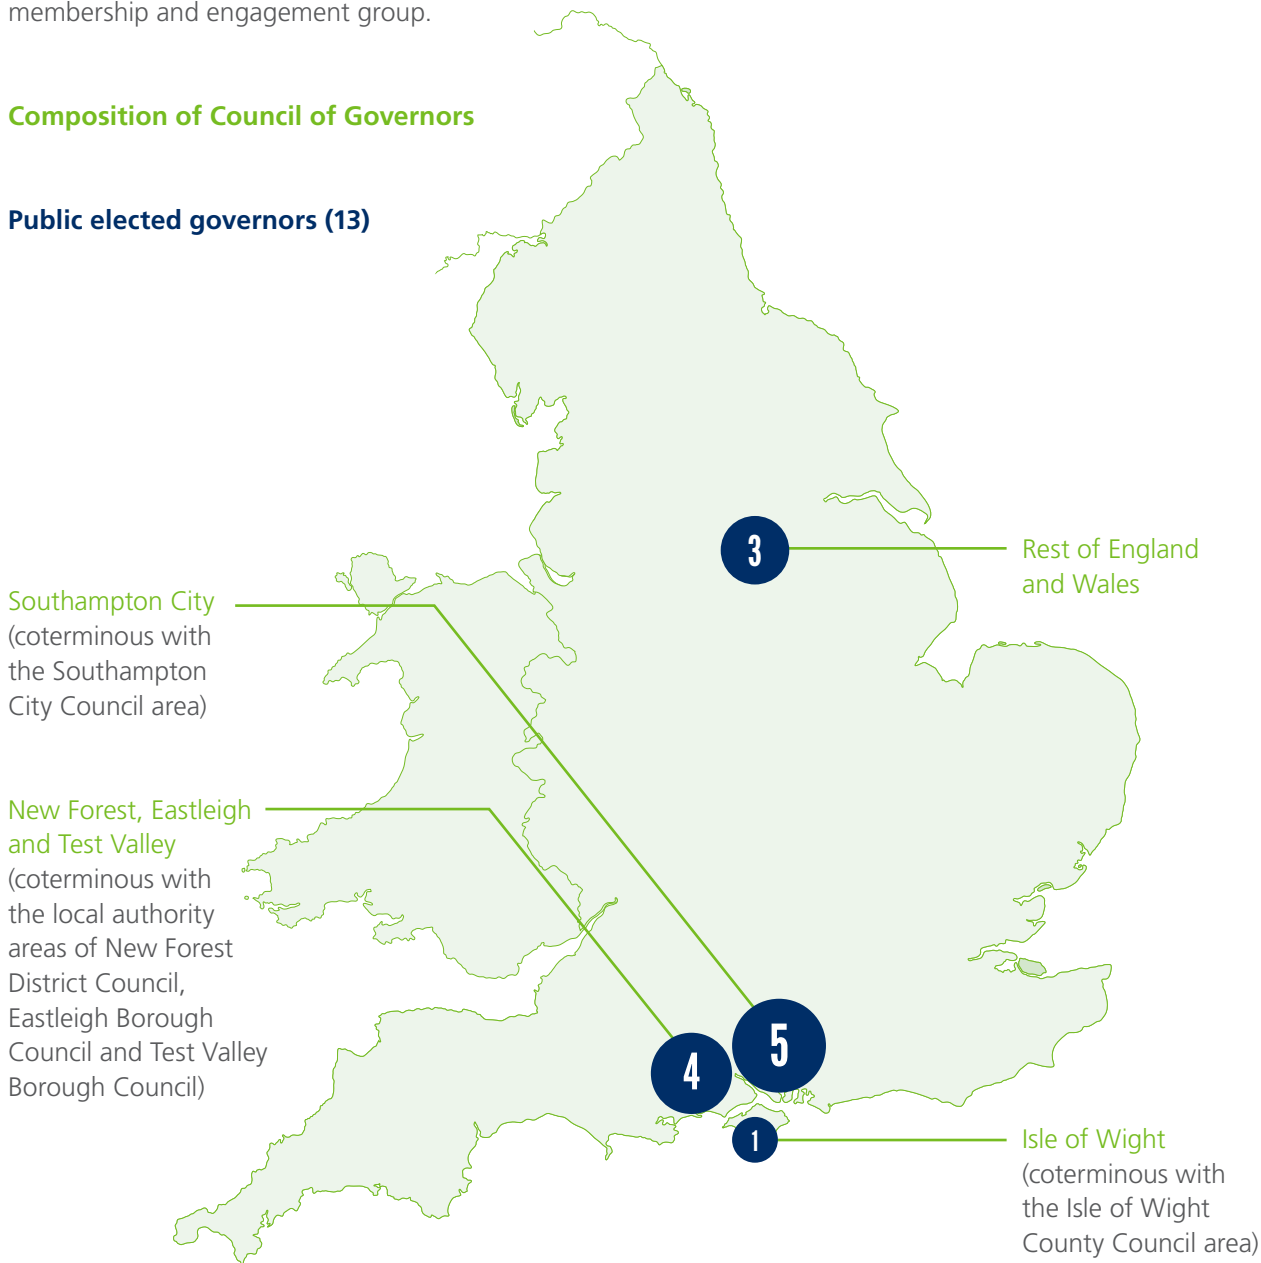 membership and engagement group.
Composition of Council of Governors
Public elected governors (13)
3
Rest of England
and Wales
Southampton City
(coterminous with
the Southampton
City Council area)
New Forest, Eastleigh
and Test Valley
(coterminous with
the local authority
areas of New Forest
District Council,
Eastleigh Borough
Council and Test Valley
Borough Council)
5
4
1
Isle of Wight
(coterminous with
the Isle of Wight
County Council area)